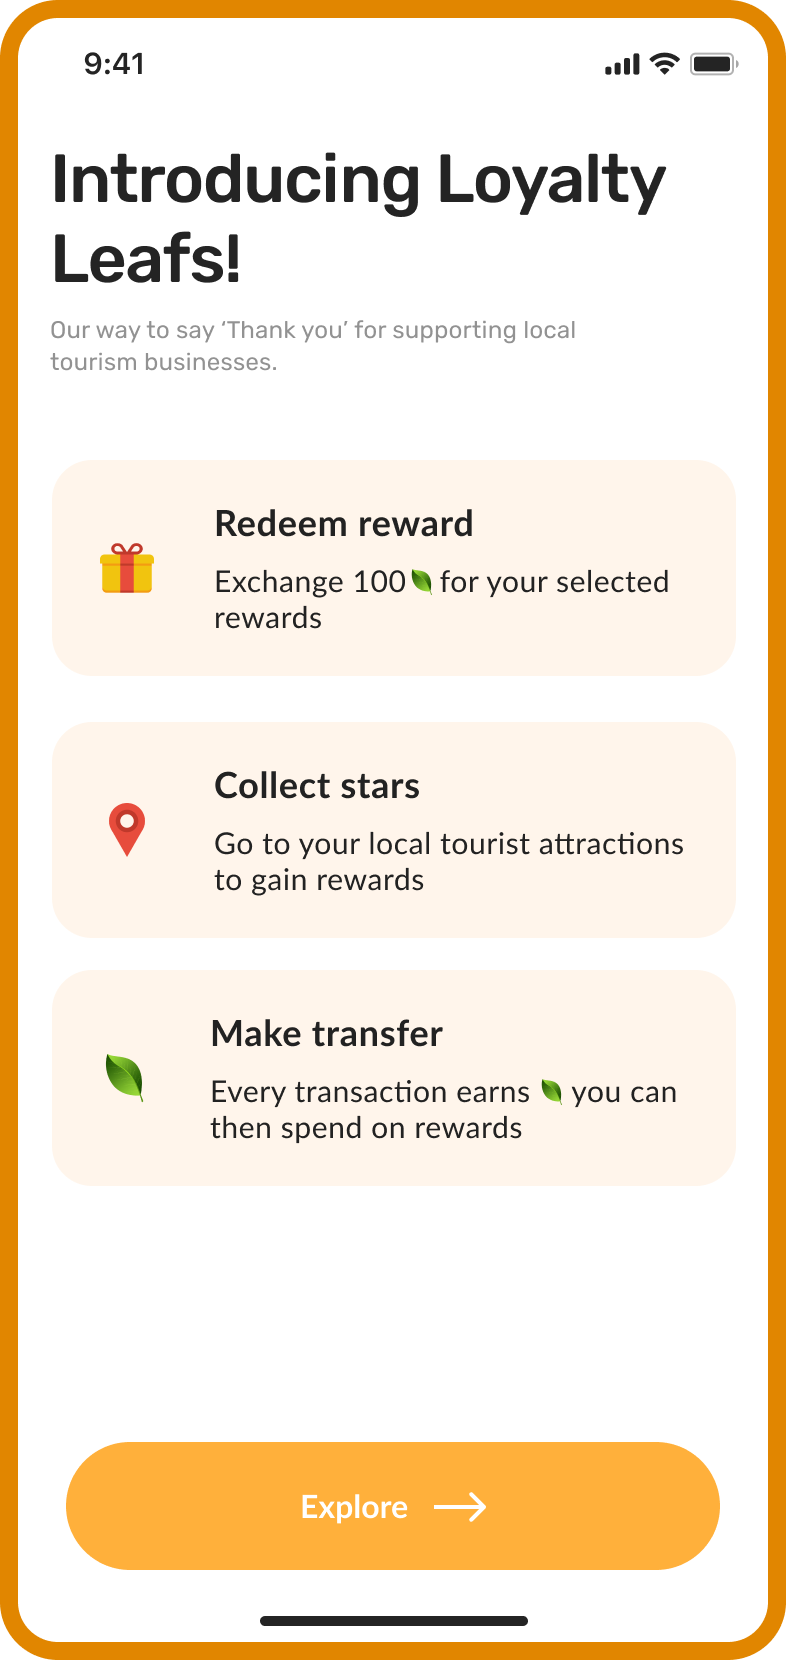 9:41
Introducing Loyalty
Leafs!
Our way to say ‘Thank you’ for supporting local
tourism businesses.
Redeem reward
Exchange 100 for your selected
rewards
Collect stars
Go to your local tourist attractions
to gain rewards
Make transfer
Every transaction earns you can
then spend on rewards
Explore